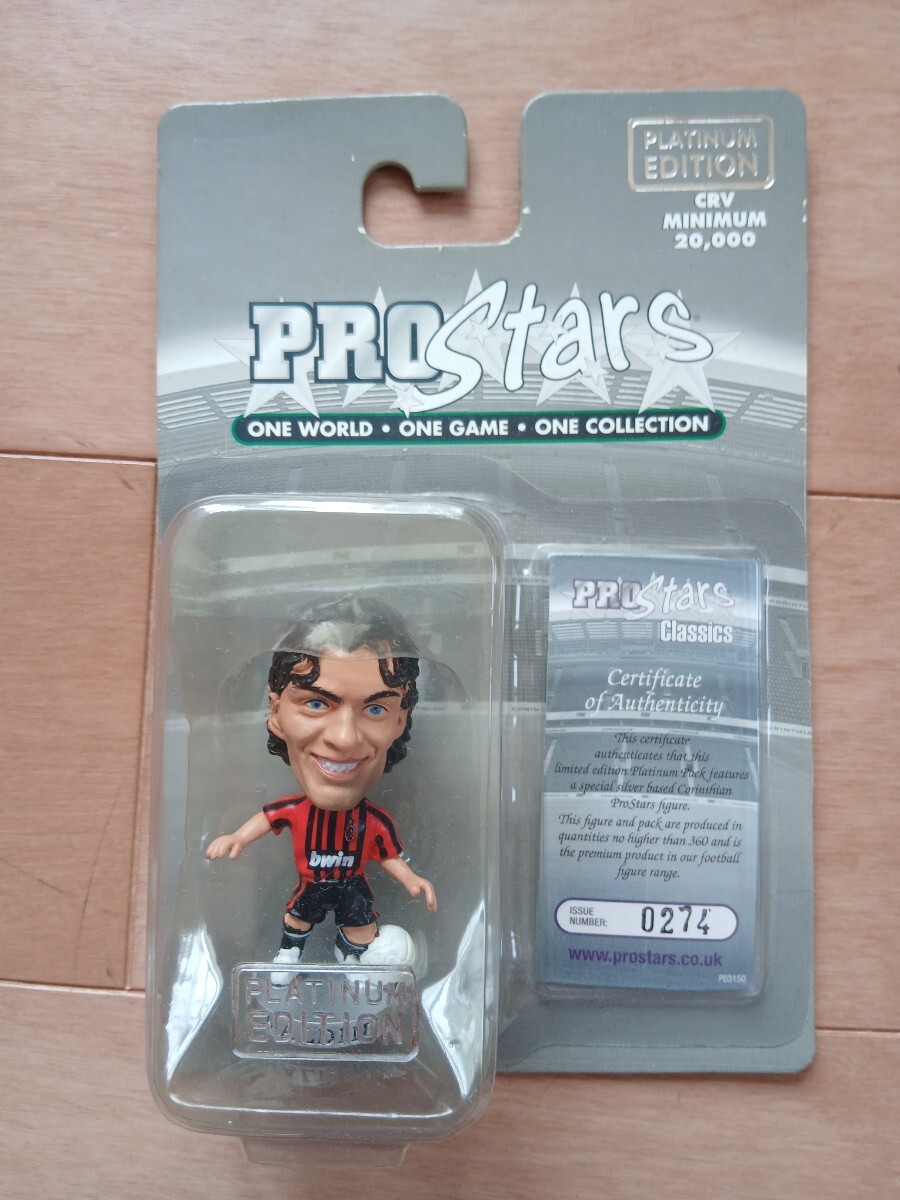 PLATINUM
EDITION
CRV
MINIMUM
20,000
PROStars
ONE WORLD • ONE GAME • ONE COLLECTION
PROStars
Classics
Certificate
of Authenticity
This certificate
authenticates that this
limited edition Platinum Pack features
a special silver based Corinthian
ProStars figure.
This figure and pack are produced in
quantities no higher than 360 and is
the premium product in our football
figure range.
ISSUE
NUMBER: 0274
www.prostars.co.uk
P03150
bwin
PLATINUM
EDITION